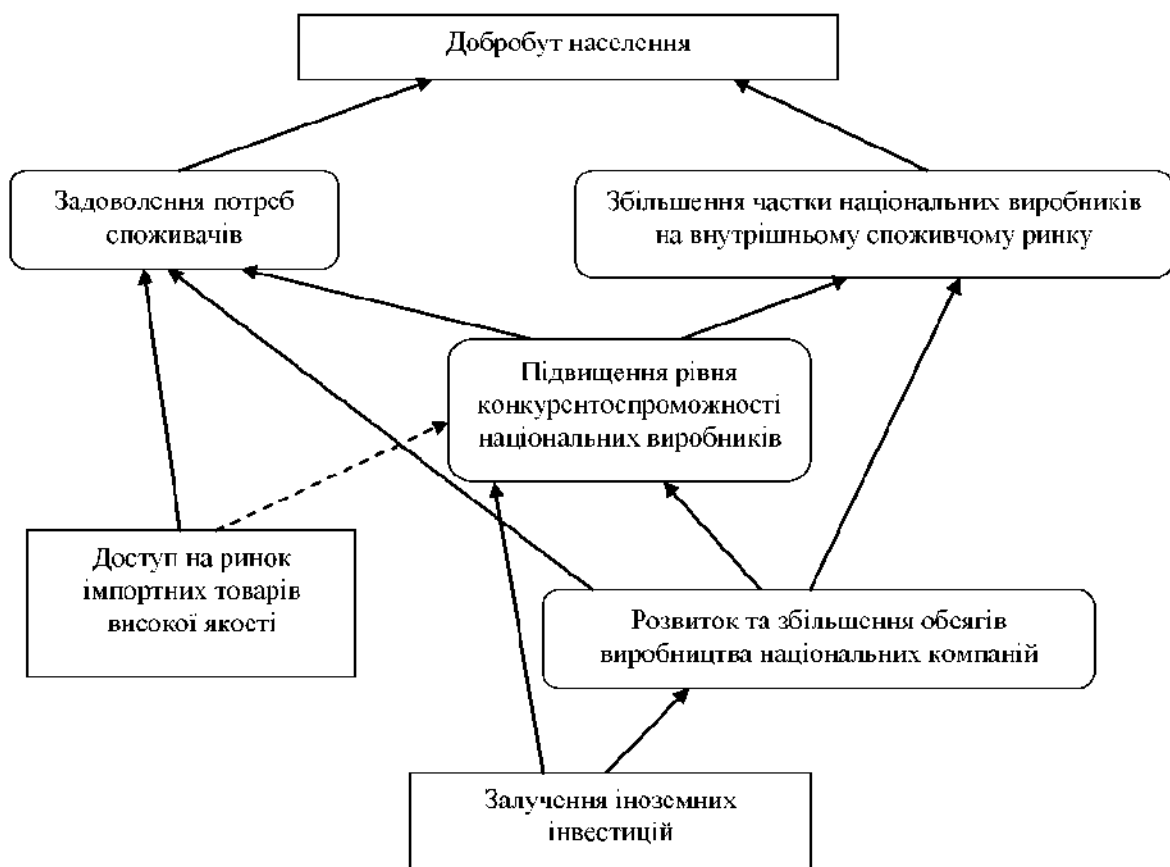 Добробут населення
Задоволення потреб
споживачів
Збільшення частки національних виробників
на внутрішньому споживчому ринку
Підвищення рівня
конкурентоспроможності
національних виробників
Доступ на ринок
імпортних товарів
високої якості
Розвиток та збільшення обсягів
виробництва національних компаній
Залучення іноземних
інвестицій